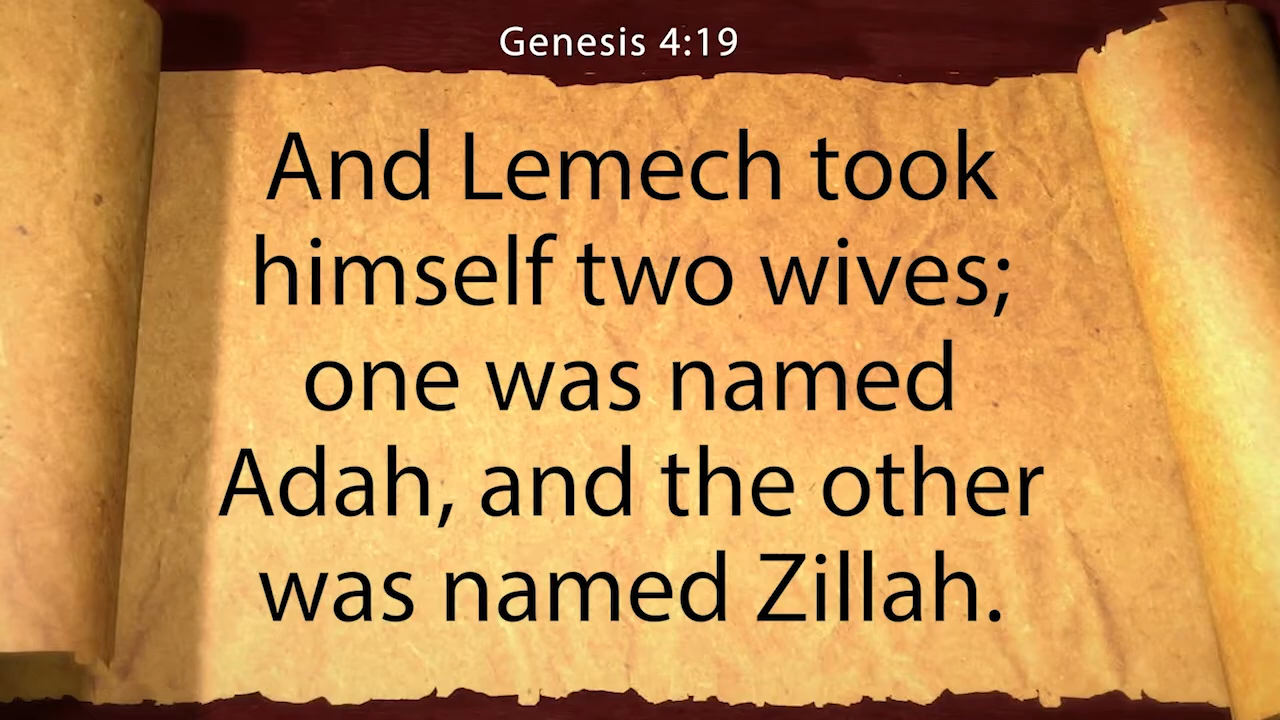 Genesis 4:19
And Lemech took
himself two wives;
one was named
Adah, and the other
was named Zillah.